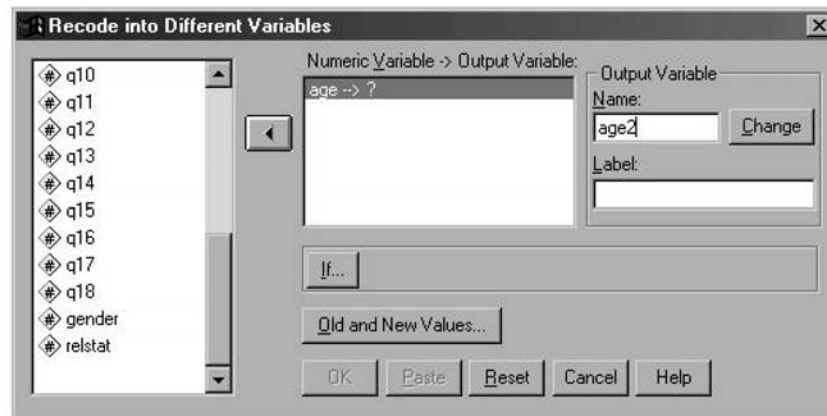 Recode into Different Variables
q10
q11
q12
q13
q14
q15
q16
q17
q18
gender
relstat
Numeric Variable -> Output Variable:
age --> ?
Output Variable
Name:
age2
Change
Label:
If...
Old and New Values...
OK
Paste
Reset
Cancel
Help